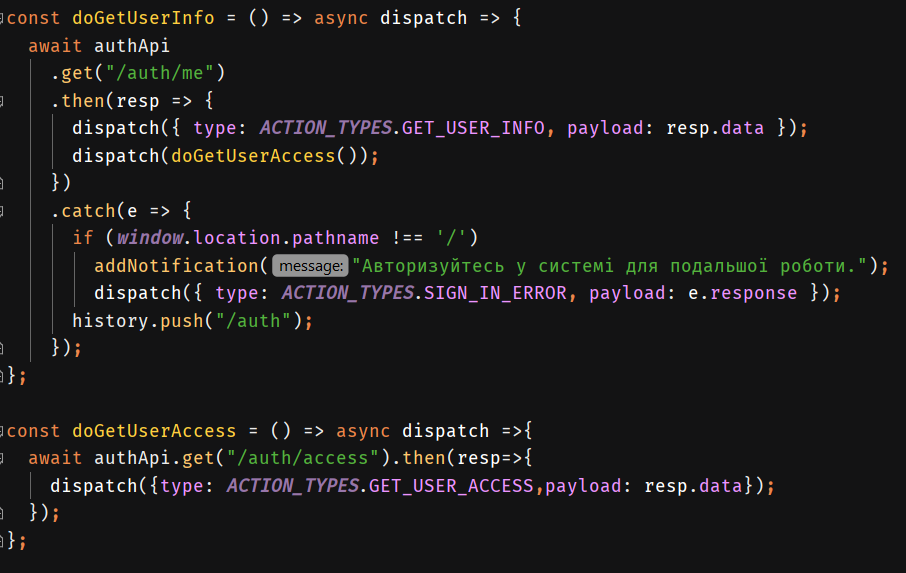 const doGetUserInfo = () => async dispatch => {
  await authApi
    .get("/auth/me")
    .then(resp => {
      dispatch({ type: ACTION_TYPES.GET_USER_INFO, payload: resp.data });
      dispatch(doGetUserAccess());
    })
    .catch(e => {
      if (window.location.pathname !== '/')
        addNotification( message: "Авторизуйтесь у системі для подальшої роботи.");
        dispatch({ type: ACTION_TYPES.SIGN_IN_ERROR, payload: e.response });
      history.push("/auth");
    });
};

const doGetUserAccess = () => async dispatch =>{
  await authApi.get("/auth/access").then(resp=>{
    dispatch({type: ACTION_TYPES.GET_USER_ACCESS,payload: resp.data});
  });
};